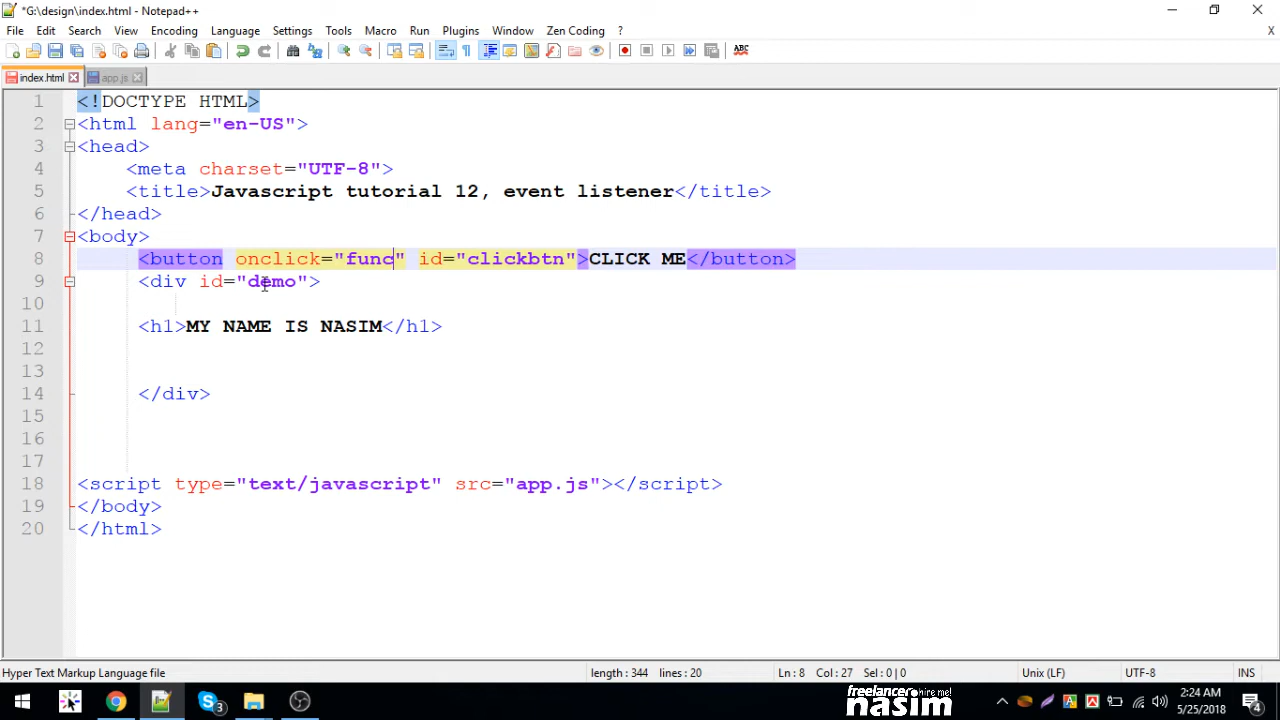 *G:\design\index.html - Notepad++
File Edit Search View Encoding Language Settings Tools Macro Run Plugins Window Zen Coding ? X
index.html app.js
1 <!DOCTYPE HTML>
2 <html lang="en-US">
3 <head>
4 <meta charset="UTF-8">
5 <title>Javascript tutorial 12, event listener</title>
6 </head>
7 <body>
8 <button onclick="func" id="clickbtn">CLICK ME</button>
9 <div id="demo">
10
11 <h1>MY NAME IS NASIM</h1>
12
13
14 </div>
15
16
17
18 <script type="text/javascript" src="app.js"></script>
19 </body>
20 </html>
Hyper Text Markup Language file length : 344 lines : 20 Ln : 8 Col : 27 Sel : 0 | 0 Unix (LF) UTF-8 INS
3 freelancer nasim hire me! 2:24 AM
5/25/2018 4